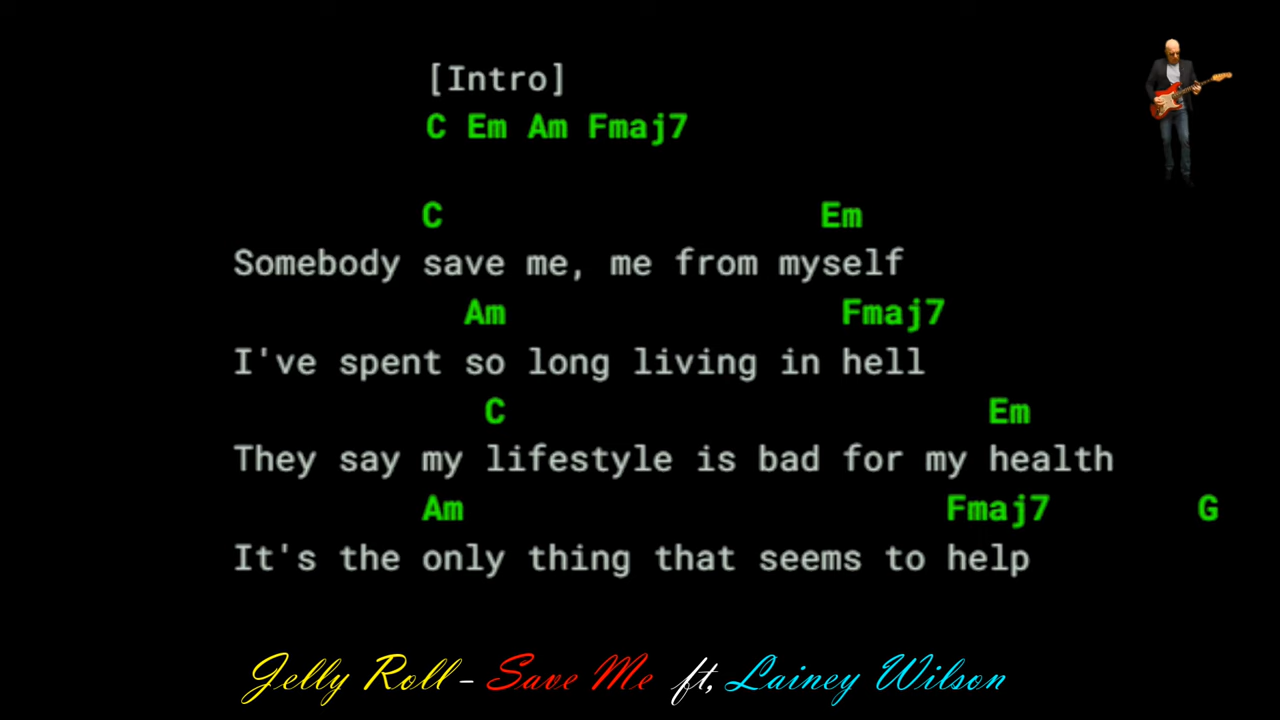 [Intro]
C Em Am Fmaj7
C Em
Somebody save me, me from myself
Am Fmaj7
I've spent so long living in hell
C Em
They say my lifestyle is bad for my health
Am Fmaj7 G
It's the only thing that seems to help
Jelly Roll - Save Me ft, Lainey Wilson